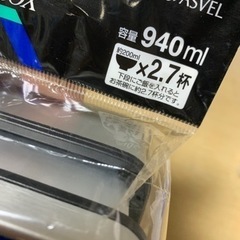 ASVEL
OX
容量 940ml
約200ml
×2.7杯
下段にご飯を入れると
お茶碗に約2.7杯分です。